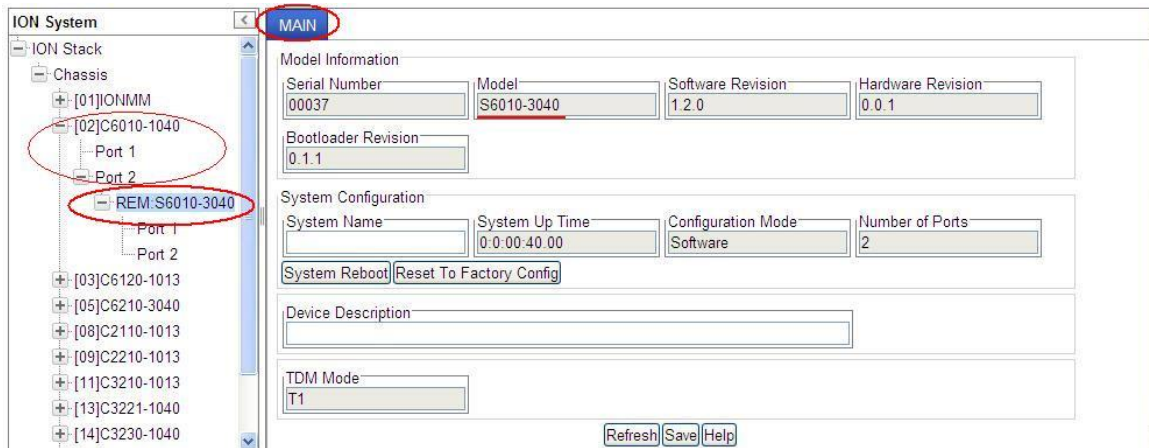 ION System
ION Stack
Chassis
[01]IONMM
[02]C6010-1040
Port 1
Port 2
REM:S6010-3040
Port 1
Port 2
[03]C6120-1013
[05]C6210-3040
[08]C2110-1013
[09]C2210-1013
[11]C3210-1013
[13]C3221-1040
[14]C3230-1040
MAIN
Model Information
Serial Number Model Software Revision Hardware Revision
00037 S6010-3040 1.2.0 0.0.1
Bootloader Revision
0.1.1
System Configuration
System Name System Up Time Configuration Mode Number of Ports
0:0:00:40.00 Software 2
System Reboot Reset To Factory Config
Device Description
TDM Mode
T1
Refresh Save Help